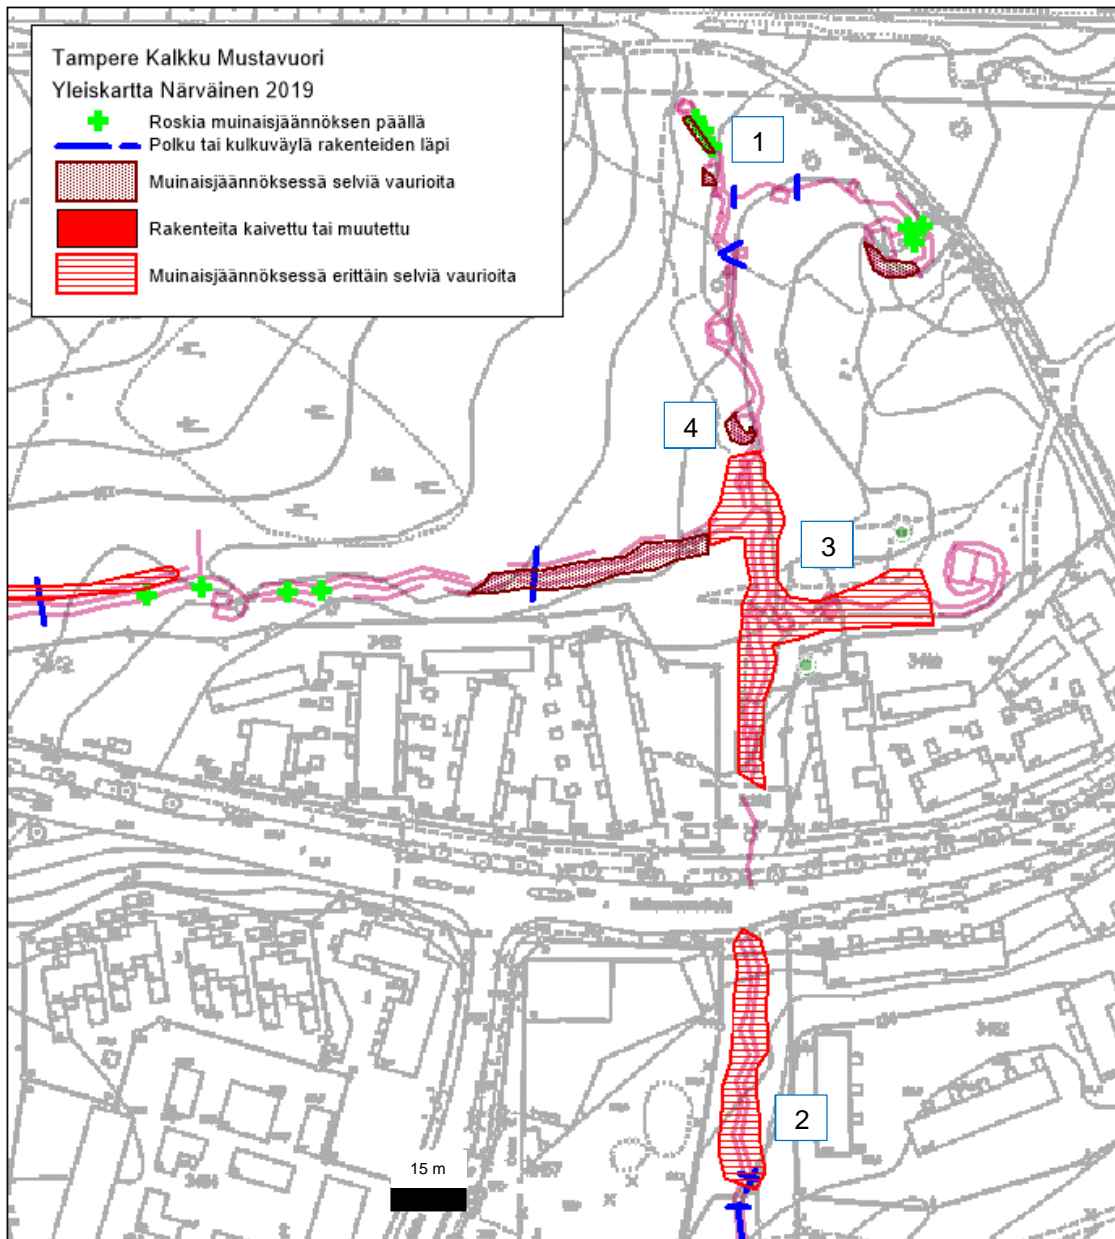 Tampere Kalkku Mustavuori
Yleiskartta Närväinen 2019
Roskia muinaisjäännöksen päällä
Polku tai kulkuväylä rakenteiden läpi
Muinaisjäännöksessä selviä vaurioita
Rakenteita kaivettu tai muutettu
Muinaisjäännöksessä erittäin selviä vaurioita
1
4
3
2
15 m